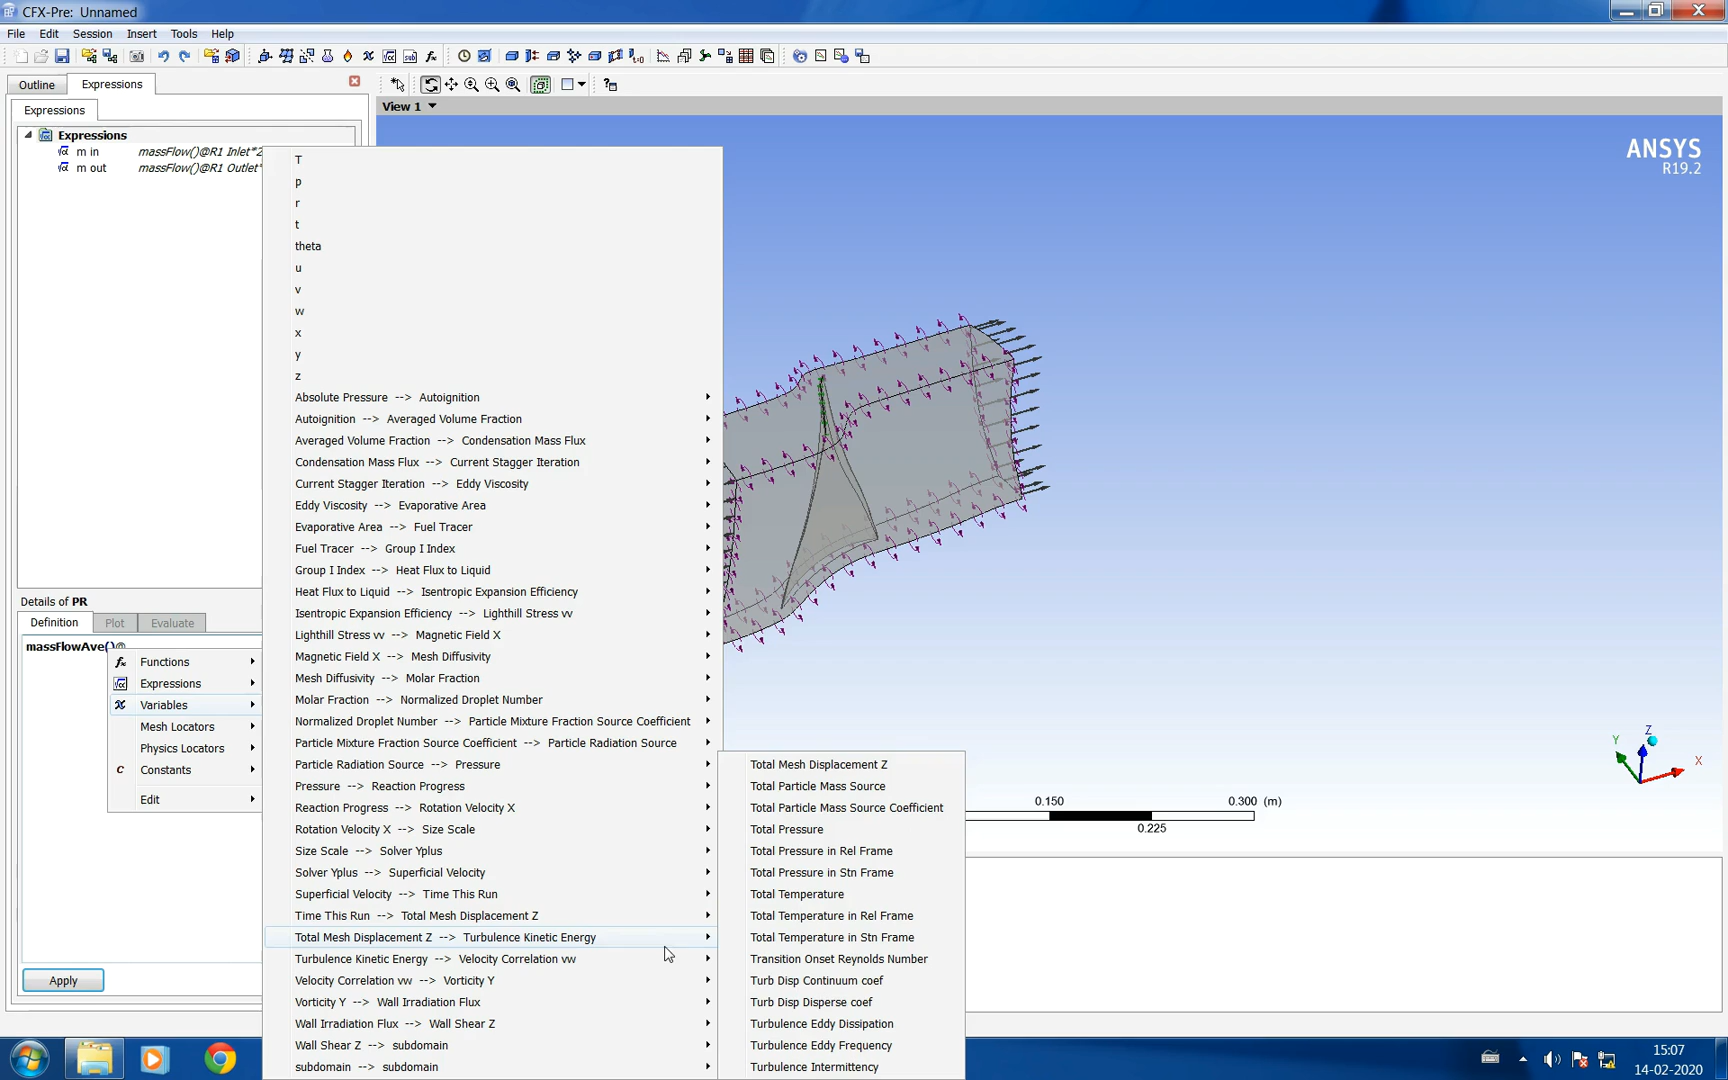 CFX-Pre: Unnamed
File Edit Session Insert Tools Help
Outline Expressions
Expressions
View 1
Expressions
m in massFlow()@R1 Inlet*2
m out massFlow()@R1 Outlet*
ANSYS
R19.2
T
p
r
t
theta
u
v
w
x
y
z
Absolute Pressure --> Autoignition
Autoignition --> Averaged Volume Fraction
Averaged Volume Fraction --> Condensation Mass Flux
Condensation Mass Flux --> Current Stagger Iteration
Current Stagger Iteration --> Eddy Viscosity
Eddy Viscosity --> Evaporative Area
Evaporative Area --> Fuel Tracer
Fuel Tracer --> Group I Index
Group I Index --> Heat Flux to Liquid
Heat Flux to Liquid --> Isentropic Expansion Efficiency
Isentropic Expansion Efficiency --> Lighthill Stress vv
Lighthill Stress vv --> Magnetic Field X
Magnetic Field X --> Mesh Diffusivity
Mesh Diffusivity --> Molar Fraction
Molar Fraction --> Normalized Droplet Number
Normalized Droplet Number --> Particle Mixture Fraction Source Coefficient
Particle Mixture Fraction Source Coefficient --> Particle Radiation Source
Particle Radiation Source --> Pressure
Pressure --> Reaction Progress
Reaction Progress --> Rotation Velocity X
Rotation Velocity X --> Size Scale
Size Scale --> Solver Yplus
Solver Yplus --> Superficial Velocity
Superficial Velocity --> Time This Run
Time This Run --> Total Mesh Displacement Z
Total Mesh Displacement Z --> Turbulence Kinetic Energy
Turbulence Kinetic Energy --> Velocity Correlation vw
Velocity Correlation vw --> Vorticity Y
Vorticity Y --> Wall Irradiation Flux
Wall Irradiation Flux --> Wall Shear Z
Wall Shear Z --> subdomain
subdomain --> subdomain
Details of PR
Definition Plot Evaluate
massFlowAve()@
Functions
Expressions
Variables
Mesh Locators
Physics Locators
Constants
Edit
Apply
Total Mesh Displacement Z
Total Particle Mass Source
Total Particle Mass Source Coefficient
Total Pressure
Total Pressure in Rel Frame
Total Pressure in Stn Frame
Total Temperature
Total Temperature in Rel Frame
Total Temperature in Stn Frame
Transition Onset Reynolds Number
Turb Disp Continuum coef
Turb Disp Disperse coef
Turbulence Eddy Dissipation
Turbulence Eddy Frequency
Turbulence Intermittency
0.150 0.300 (m)
0.225
Z
Y
X
15:07
14-02-2020